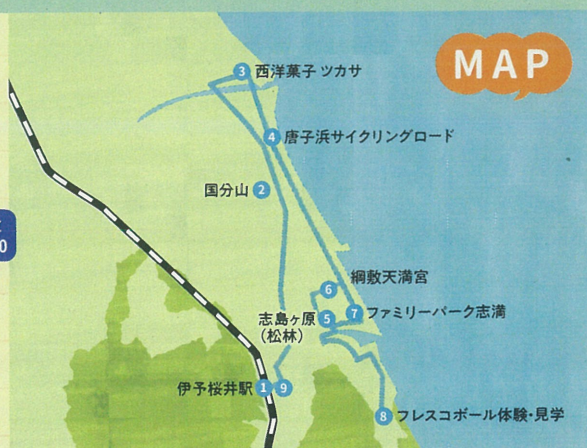 MAP
3 西洋菓子 ツカサ
4 唐子浜サイクリングロード
国分山 2
0
綱敷天満宮
6
志島ヶ原 5
(松林)
7 ファミリーパーク志満
伊予桜井駅 1 9
8 フレスコボール体験・見学